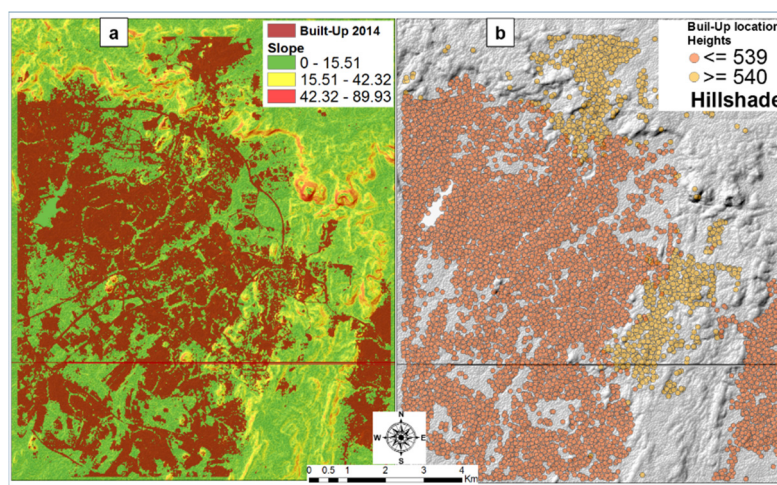 a
Built-Up 2014
Slope
0 - 15.51
15.51 - 42.32
42.32 - 89.93
b
Buil-Up location
Heights
<= 539
>= 540
Hillshade
N
W E
S
0 0.5 1 2 3 4
Km